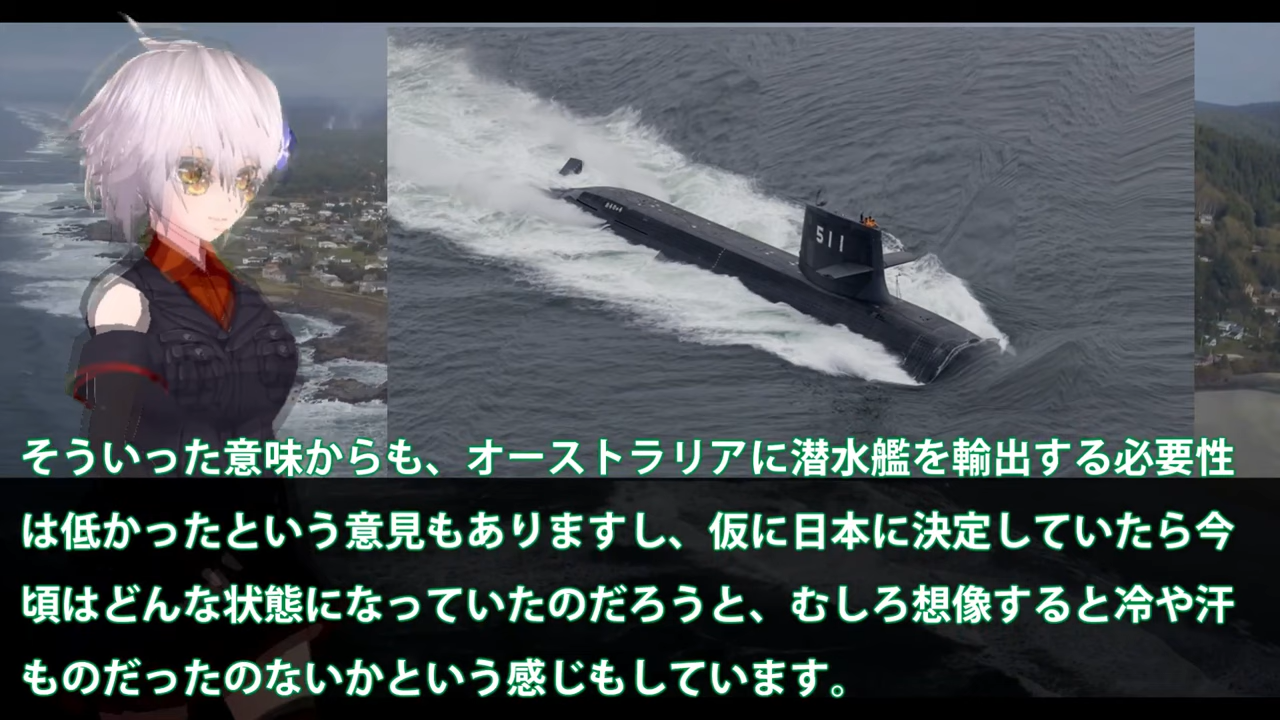 511
そういった意味からも、オーストラリアに潜水艦を輸出する必要性
は低かったという意見もありますし、仮に日本に決定していたら今
頃はどんな状態になっていたのだろうと、むしろ想像すると冷や汗
ものだったのないかという感じもしています。